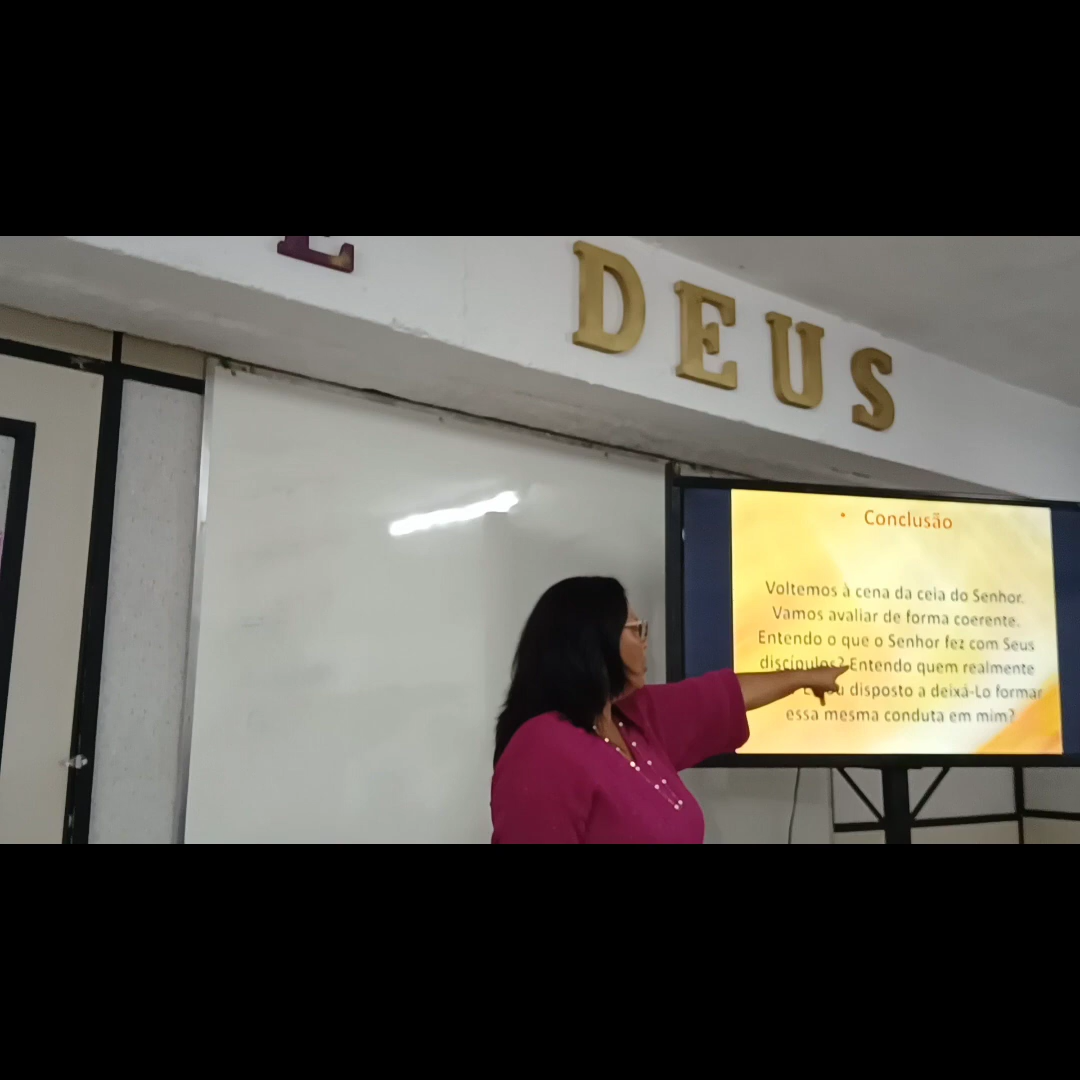 E DEUS
• Conclusão
Voltemos à cena da ceia do Senhor.
Vamos avaliar de forma coerente.
Entendo o que o Senhor fez com Seus
discípulos? Entendo quem realmente
disposto a deixá-Lo formar
essa mesma conduta em mim?